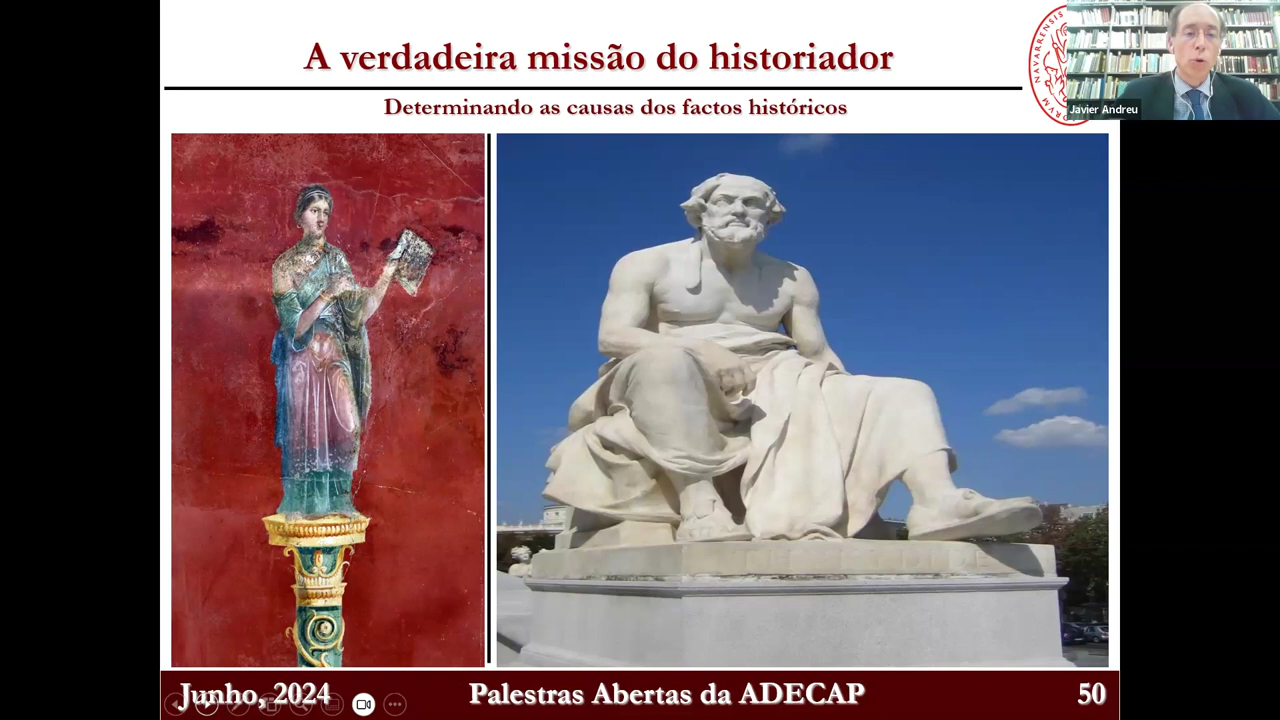 A verdadeira missão do historiador
Determinando as causas dos factos históricos
NAVARRENSIS
Javier Andreu
Junho, 2024
Palestras Abertas da ADECAP
50